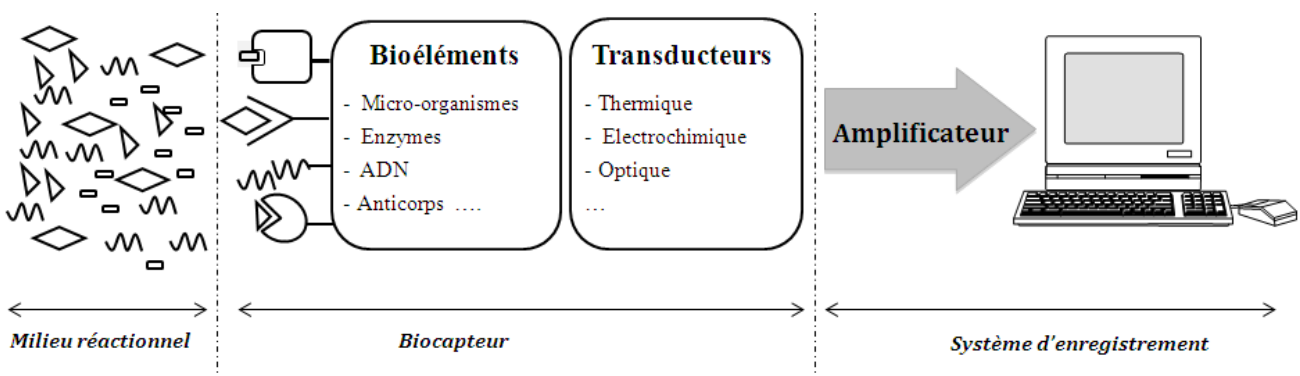 Bioéléments
- Micro-organismes
- Enzymes
- ADN
- Anticorps ….
Transducteurs
- Thermique
- Electrochimique
- Optique
...
Amplificateur
Milieu réactionnel
Biocapteur
Système d'enregistrement